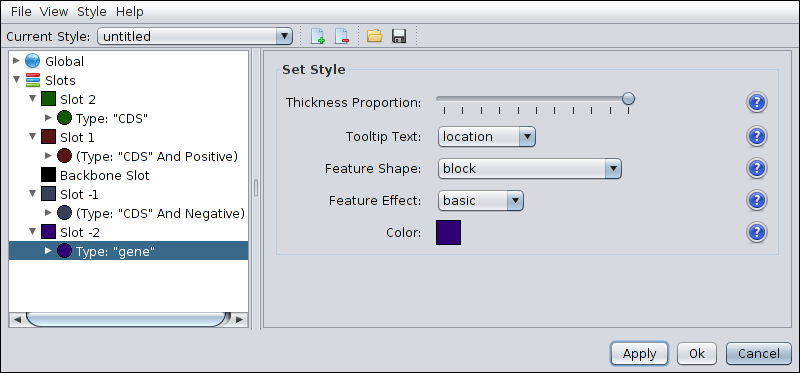 File View Style Help
Current Style: untitled
Global
Slots
Slot 2
Type: "CDS"
Slot 1
(Type: "CDS" And Positive)
Backbone Slot
Slot -1
(Type: "CDS" And Negative)
Slot -2
Type: "gene"
Set Style
Thickness Proportion: ?
Tooltip Text: location ?
Feature Shape: block ?
Feature Effect: basic ?
Color: ?
Apply Ok Cancel